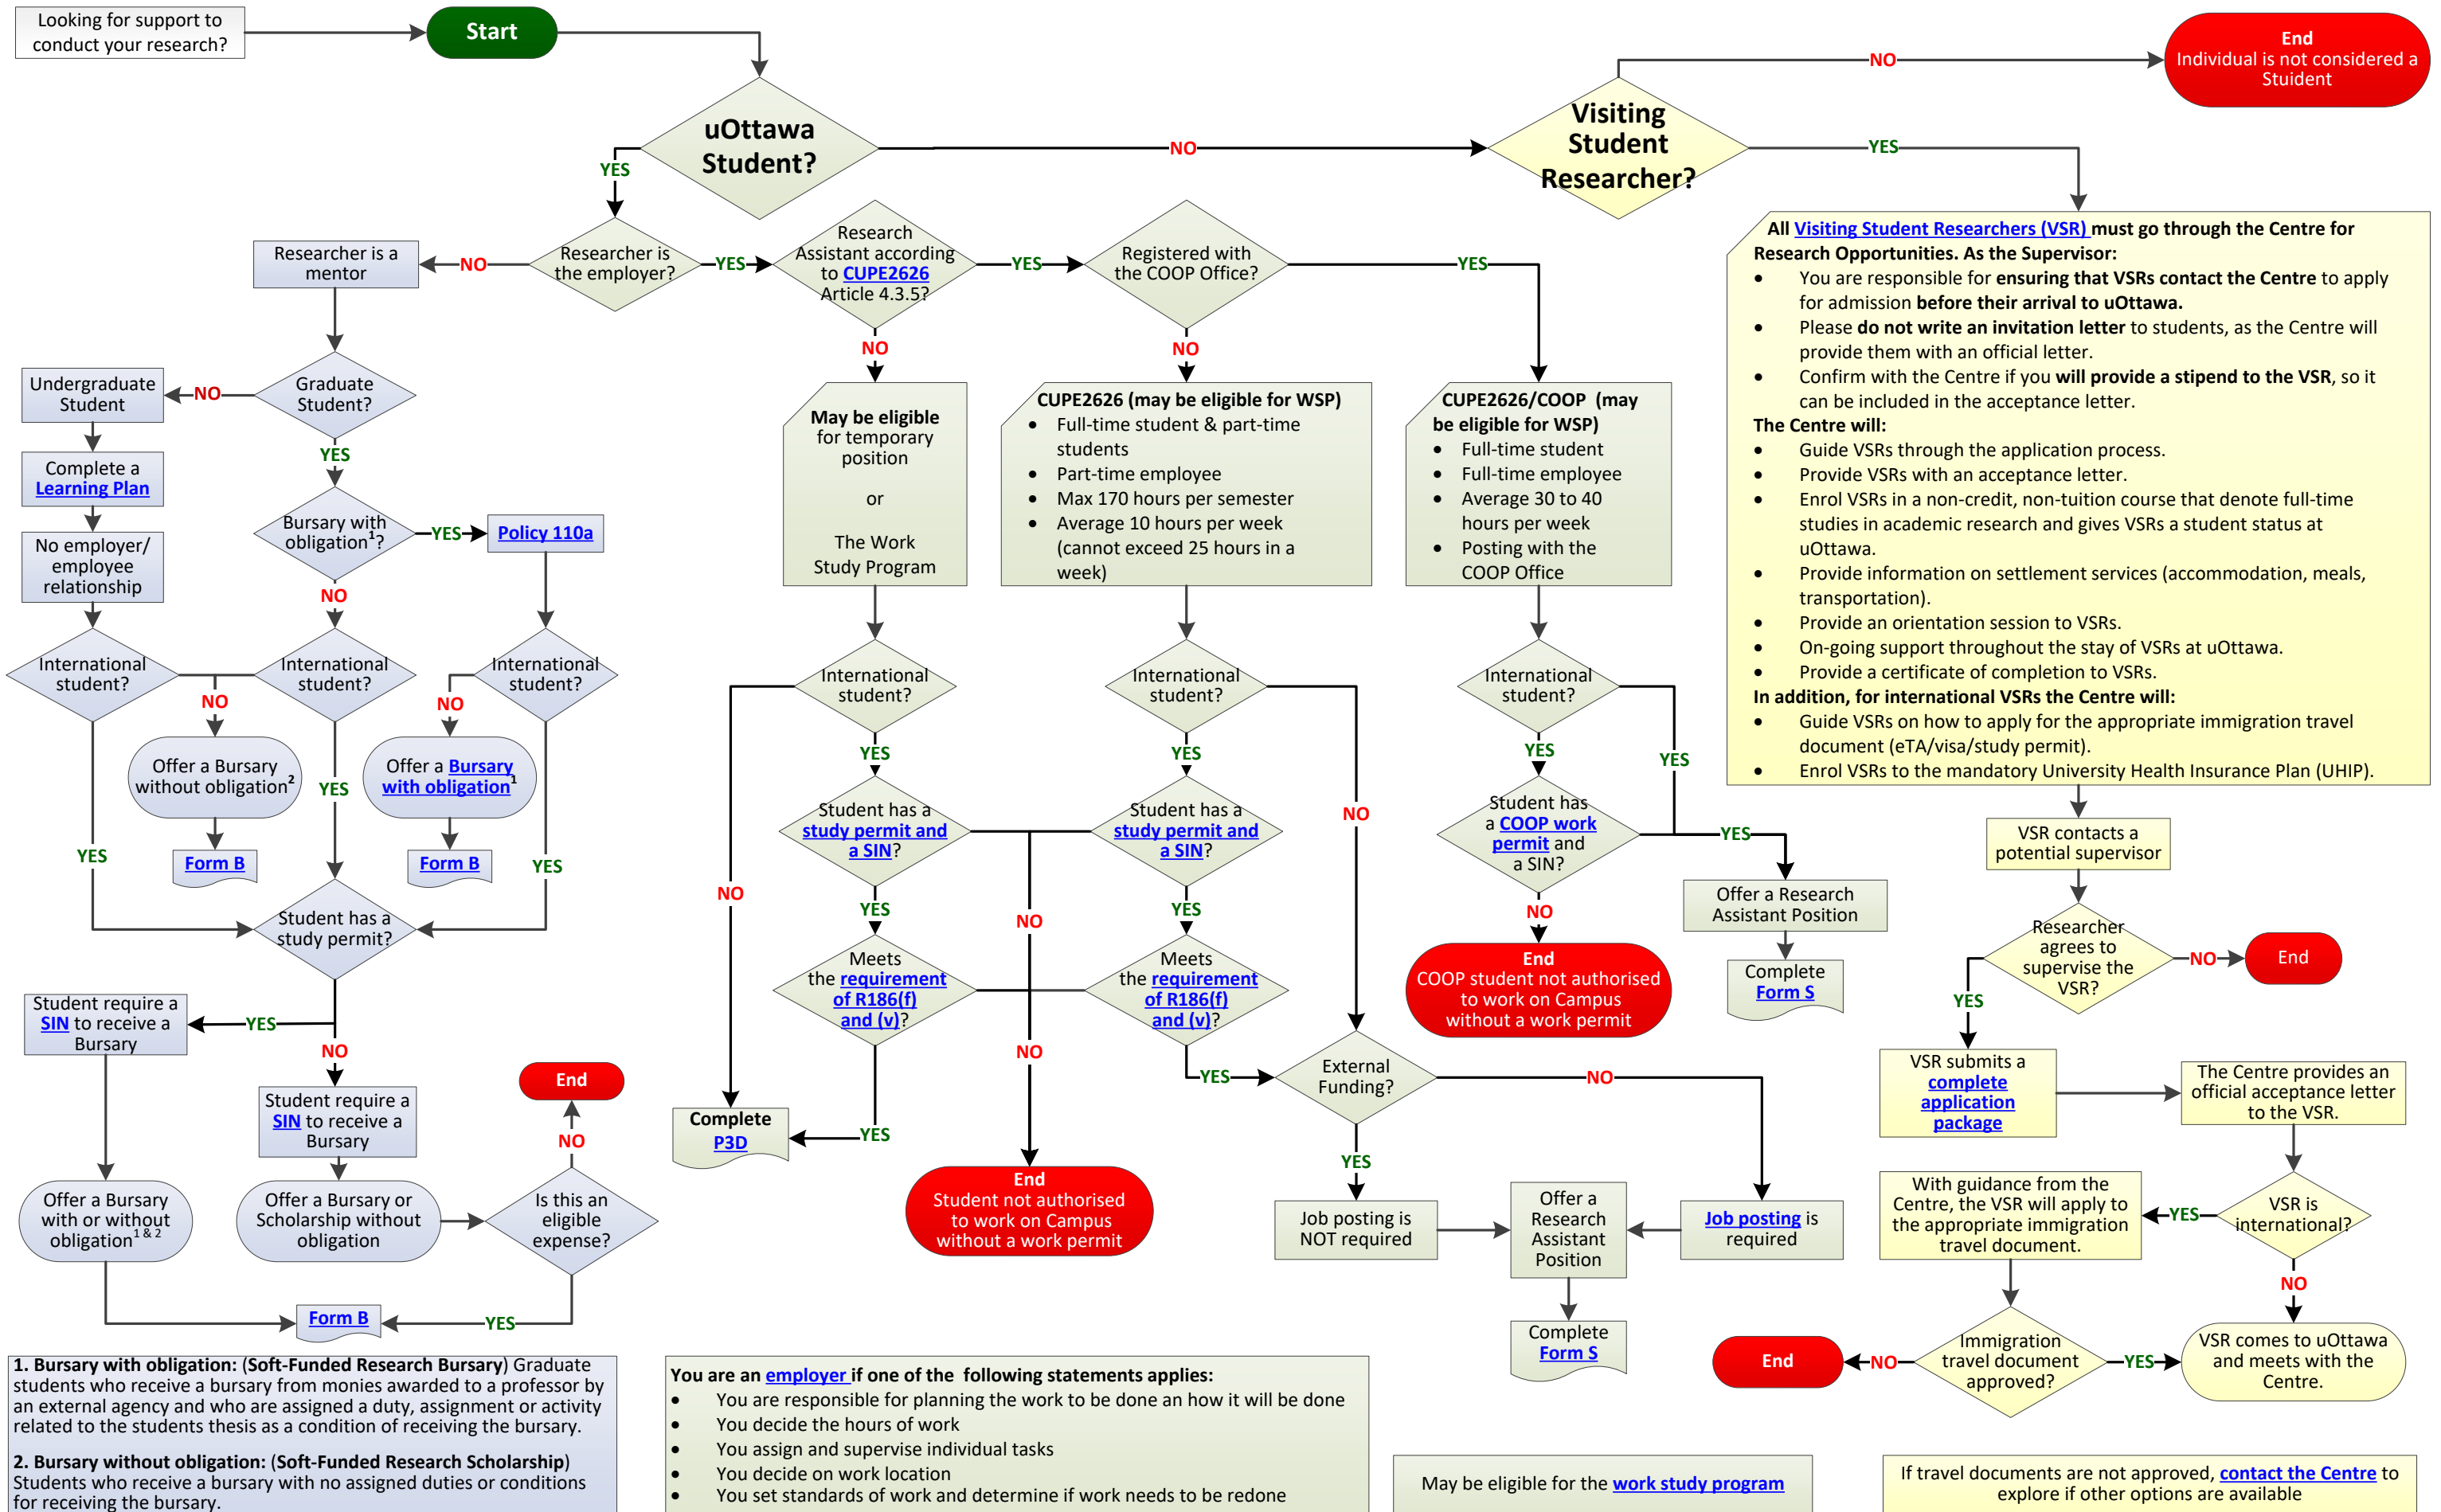 Looking for support to
conduct your research?
Start
End
Individual is not considered a
Stuident
NO
uOttawa
Student?
NO
Visiting
Student
Researcher?
YES
YES
Researcher is a
mentor
NO
Researcher is
the employer?
YES
Research
Assistant according
to CUPE2626
Article 4.3.5?
YES
Registered with
the COOP Office?
YES
NO
NO
Undergraduate
Student
NO
Graduate
Student?
YES
Complete a
Learning Plan
No employer/
employee
relationship
Bursary with
obligation1?
YES
Policy 110a
NO
International
student?
International
student?
International
student?
NO
NO
Offer a Bursary
without obligation2
YES
Offer a Bursary
with obligation1
YES
Form B
Form B
YES
Student has a
study permit?
Student require a
SIN to receive a
Bursary
YES
NO
Student require a
SIN to receive a
Bursary
End
NO
Offer a Bursary
with or without
obligation1 & 2
Offer a Bursary or
Scholarship without
obligation
Is this an
eligible
expense?
Form B
YES
May be eligible
for temporary
position
or
The Work
Study Program
CUPE2626 (may be eligible for WSP)
• Full-time student & part-time
students
• Part-time employee
• Max 170 hours per semester
• Average 10 hours per week
(cannot exceed 25 hours in a
week)
CUPE2626/COOP (may
be eligible for WSP)
• Full-time student
• Full-time employee
• Average 30 to 40
hours per week
• Posting with the
COOP Office
International
student?
International
student?
International
student?
YES
YES
YES
YES
NO
Student has a
study permit and
a SIN?
Student has a
study permit and
a SIN?
Student has
a COOP work
permit and
a SIN?
YES
NO
YES
NO
YES
NO
Offer a Research
Assistant Position
Complete
Form S
End
COOP student not authorised
to work on Campus
without a work permit
Meets
the requirement
of R186(f)
and (v)?
Meets
the requirement
of R186(f)
and (v)?
NO
YES
External
Funding?
NO
Complete
P3D
YES
End
Student not authorised
to work on Campus
without a work permit
YES
Job posting is
NOT required
Offer a
Research
Assistant
Position
Job posting is
required
Complete
Form S
All Visiting Student Researchers (VSR) must go through the Centre for
Research Opportunities. As the Supervisor:
• You are responsible for ensuring that VSRs contact the Centre to apply
for admission before their arrival to uOttawa.
• Please do not write an invitation letter to students, as the Centre will
provide them with an official letter.
• Confirm with the Centre if you will provide a stipend to the VSR, so it
can be included in the acceptance letter.
The Centre will:
• Guide VSRs through the application process.
• Provide VSRs with an acceptance letter.
• Enrol VSRs in a non-credit, non-tuition course that denote full-time
studies in academic research and gives VSRs a student status at
uOttawa.
• Provide information on settlement services (accommodation, meals,
transportation).
• Provide an orientation session to VSRs.
• On-going support throughout the stay of VSRs at uOttawa.
• Provide a certificate of completion to VSRs.
In addition, for international VSRs the Centre will:
• Guide VSRs on how to apply for the appropriate immigration travel
document (eTA/visa/study permit).
• Enrol VSRs to the mandatory University Health Insurance Plan (UHIP).
VSR contacts a
potential supervisor
Researcher
agrees to
supervise the
VSR?
NO
End
YES
VSR submits a
complete
application
package
The Centre provides an
official acceptance letter
to the VSR.
With guidance from the
Centre, the VSR will apply to
the appropriate immigration
travel document.
YES
VSR is
international?
NO
End
NO
Immigration
travel document
approved?
YES
VSR comes to uOttawa
and meets with the
Centre.
1. Bursary with obligation: (Soft-Funded Research Bursary) Graduate
students who receive a bursary from monies awarded to a professor by
an external agency and who are assigned a duty, assignment or activity
related to the students thesis as a condition of receiving the bursary.
2. Bursary without obligation: (Soft-Funded Research Scholarship)
Students who receive a bursary with no assigned duties or conditions
for receiving the bursary.
You are an employer if one of the following statements applies:
• You are responsible for planning the work to be done an how it will be done
• You decide the hours of work
• You assign and supervise individual tasks
• You decide on work location
• You set standards of work and determine if work needs to be redone
May be eligible for the work study program
If travel documents are not approved, contact the Centre to
explore if other options are available